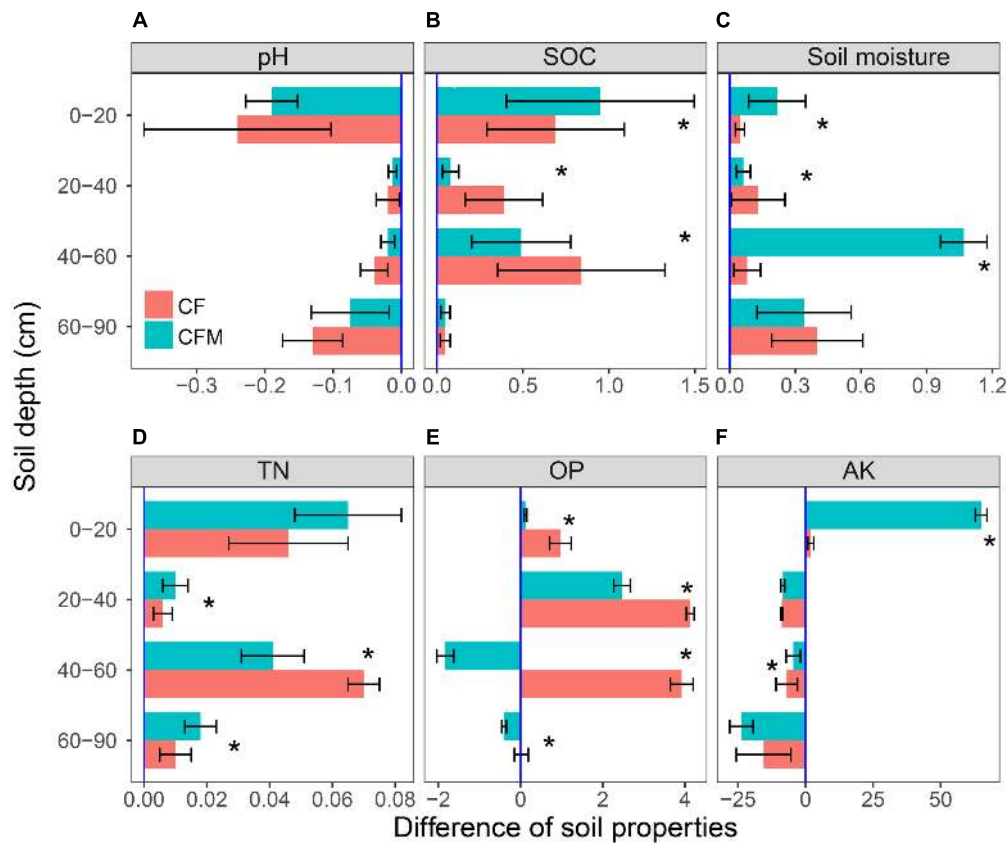 A B C
pH SOC Soil moisture
0−20 * *
20−40 * *
40−60 * *
60−90
CF
CFM
−0.3 −0.2 −0.1 0.0 0.0 0.5 1.0 1.5 0.0 0.3 0.6 0.9 1.2
Soil depth (cm)
D E F
TN OP AK
0−20 * *
20−40 * *
40−60 * * *
60−90 * *
0.00 0.02 0.04 0.06 0.08 −2 0 2 4 −25 0 25 50
Difference of soil properties